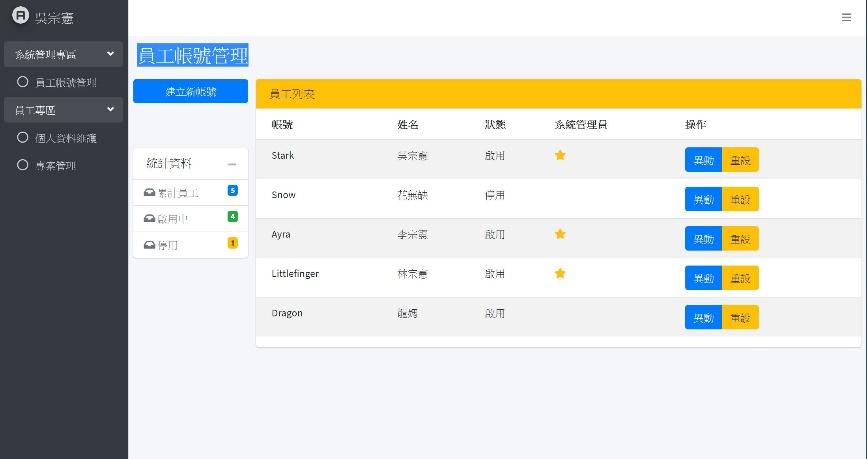 吳宗憲
系統管理專區
員工帳號管理
員工專區
個人資料維護
專案管理
員工帳號管理
建立新帳號
統計資料
累計員工 5
啟用中 4
停用 1
員工列表
帳號 姓名 狀態 系統管理員 操作
Stark 吳宗憲 啟用 異動 重設
Snow 花無缺 停用 異動 重設
Ayra 李宗憲 啟用 異動 重設
Littlefinger 林宗憲 啟用 異動 重設
Dragon 龍媽 啟用 異動 重設